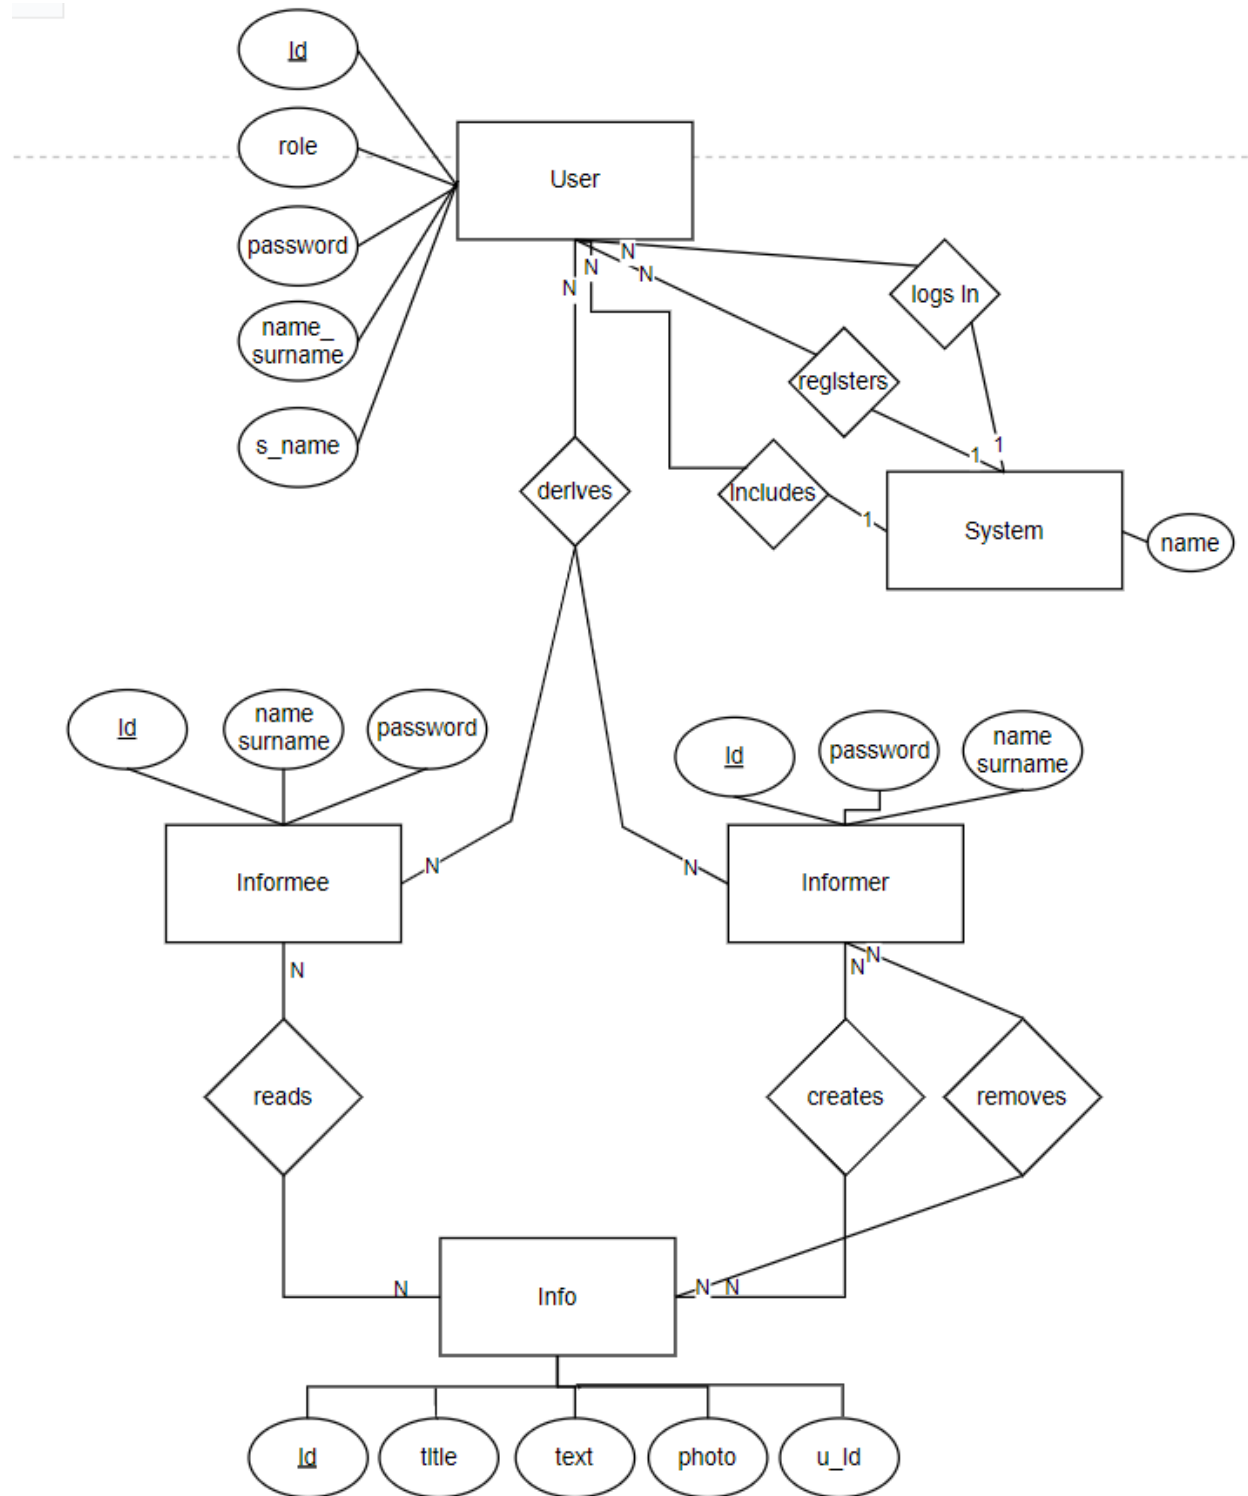 Id
role
User
password
N
N
N
N
logs In
name_
surname
registers
s_name
1
1
derives
Includes
1
System
name
Id
name
surname
password
Id
password
name
surname
N
N
Informee
Informer
N
N
N
reads
creates
removes
N
N
N
Info
Id
title
text
photo
u_Id